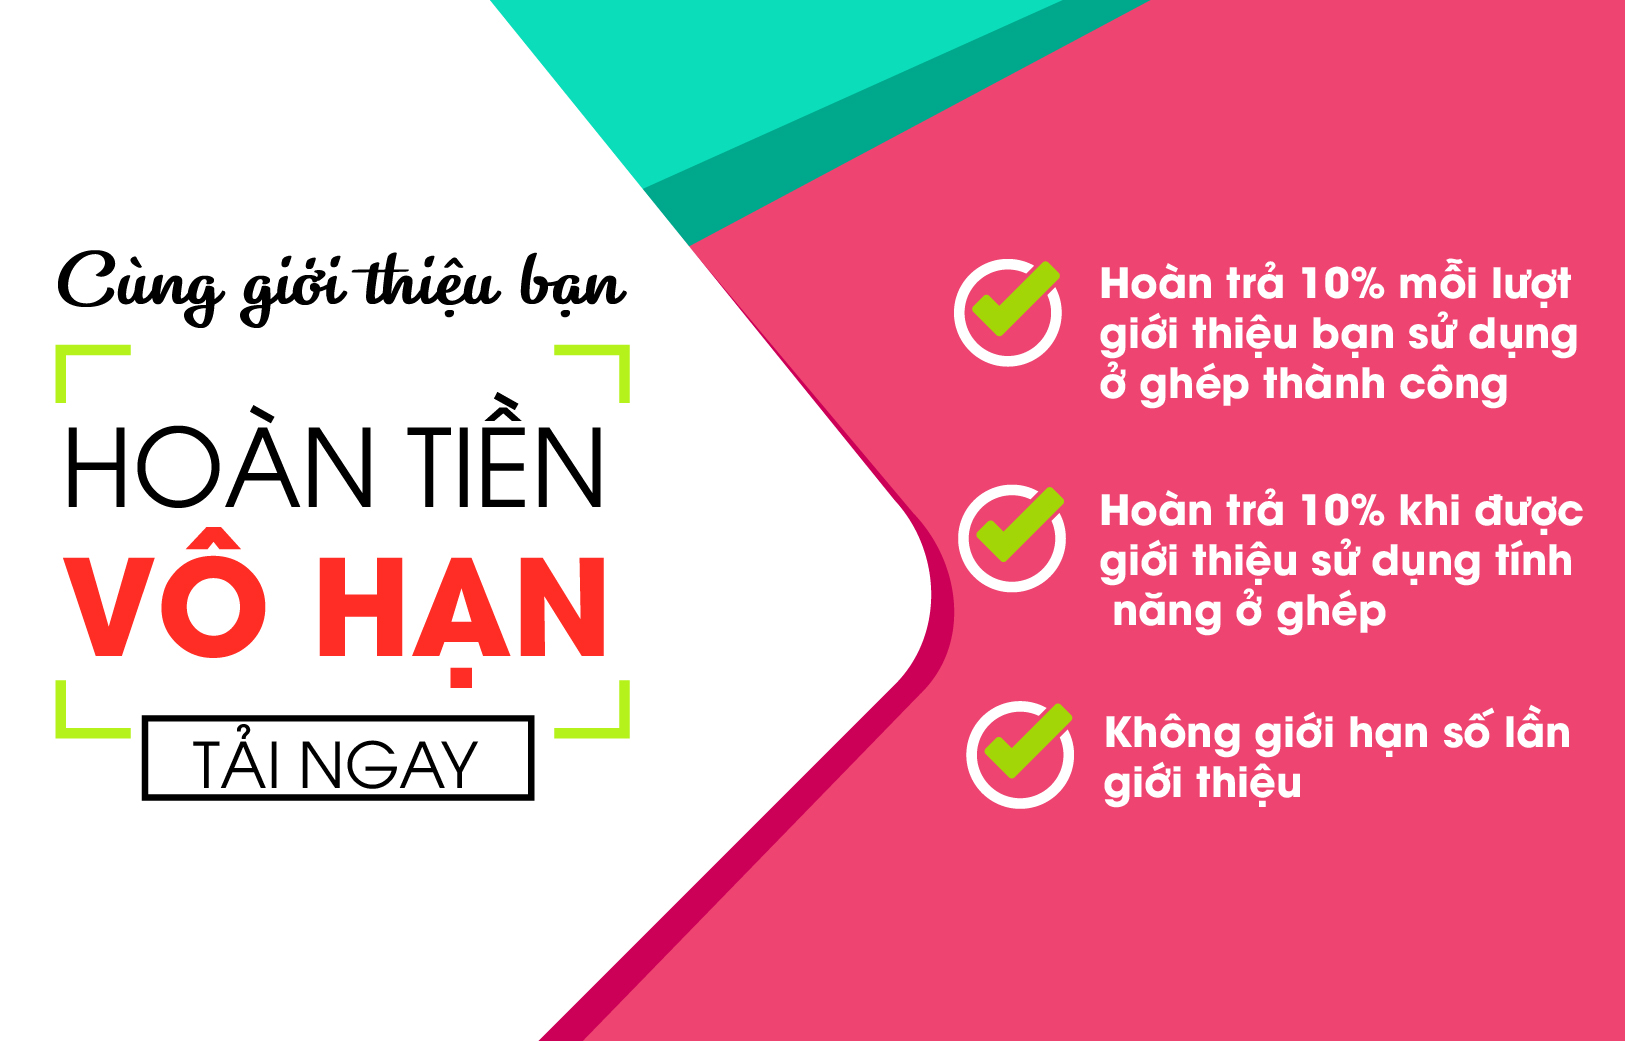 Cùng giới thiệu bạn
HOÀN TIỀN
VÔ HẠN
TẢI NGAY
Hoàn trả 10% mỗi lượt
giới thiệu bạn sử dụng
ở ghép thành công
Hoàn trả 10% khi được
giới thiệu sử dụng tính
năng ở ghép
Không giới hạn số lần
giới thiệu